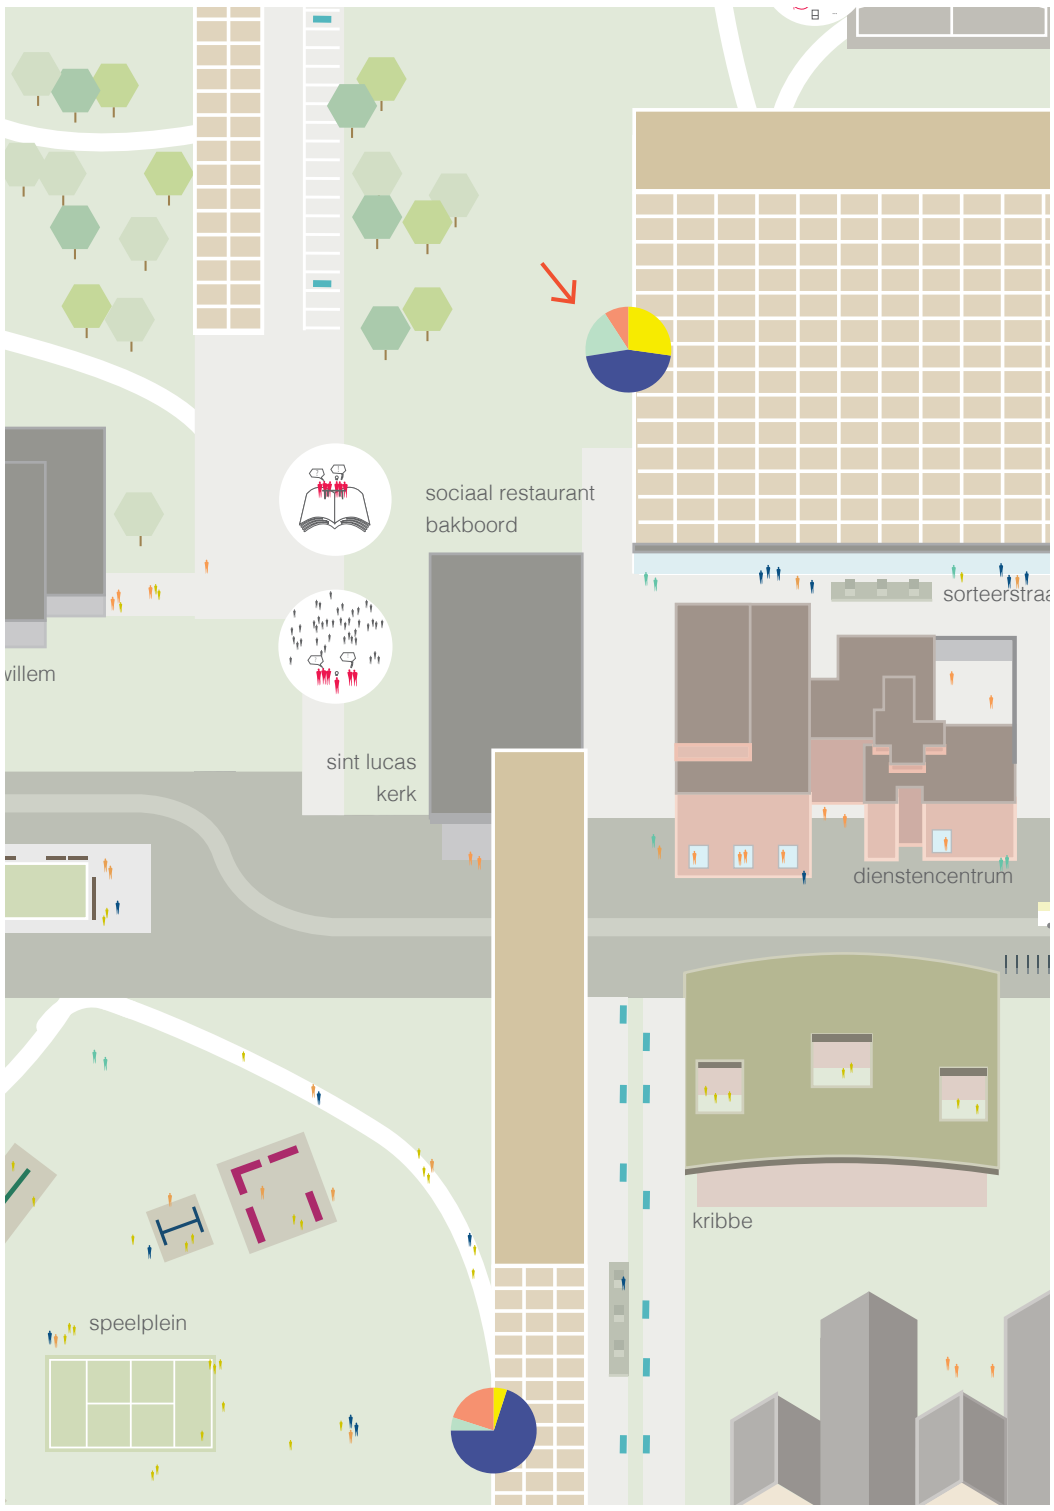 sociaal restaurant
bakboord
sorteerstraa
willem
sint lucas
kerk
dienstencentrum
kribbe
speelplein